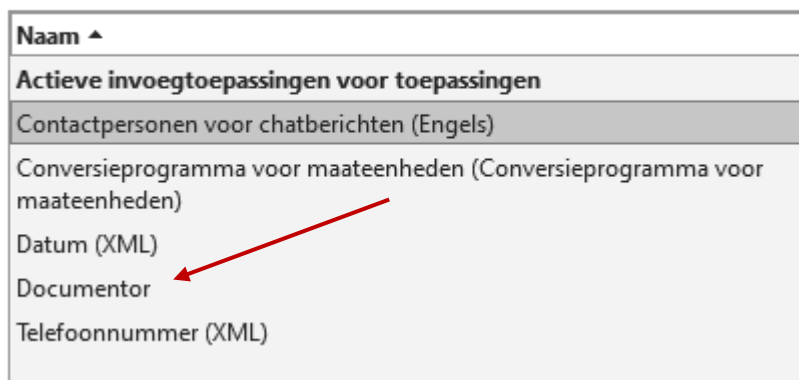 Naam
Actieve invoegtoepassingen voor toepassingen
Contactpersonen voor chatberichten (Engels)
Conversieprogramma voor maateenheden (Conversieprogramma voor
maateenheden)
Datum (XML)
Documentor
Telefoonnummer (XML)